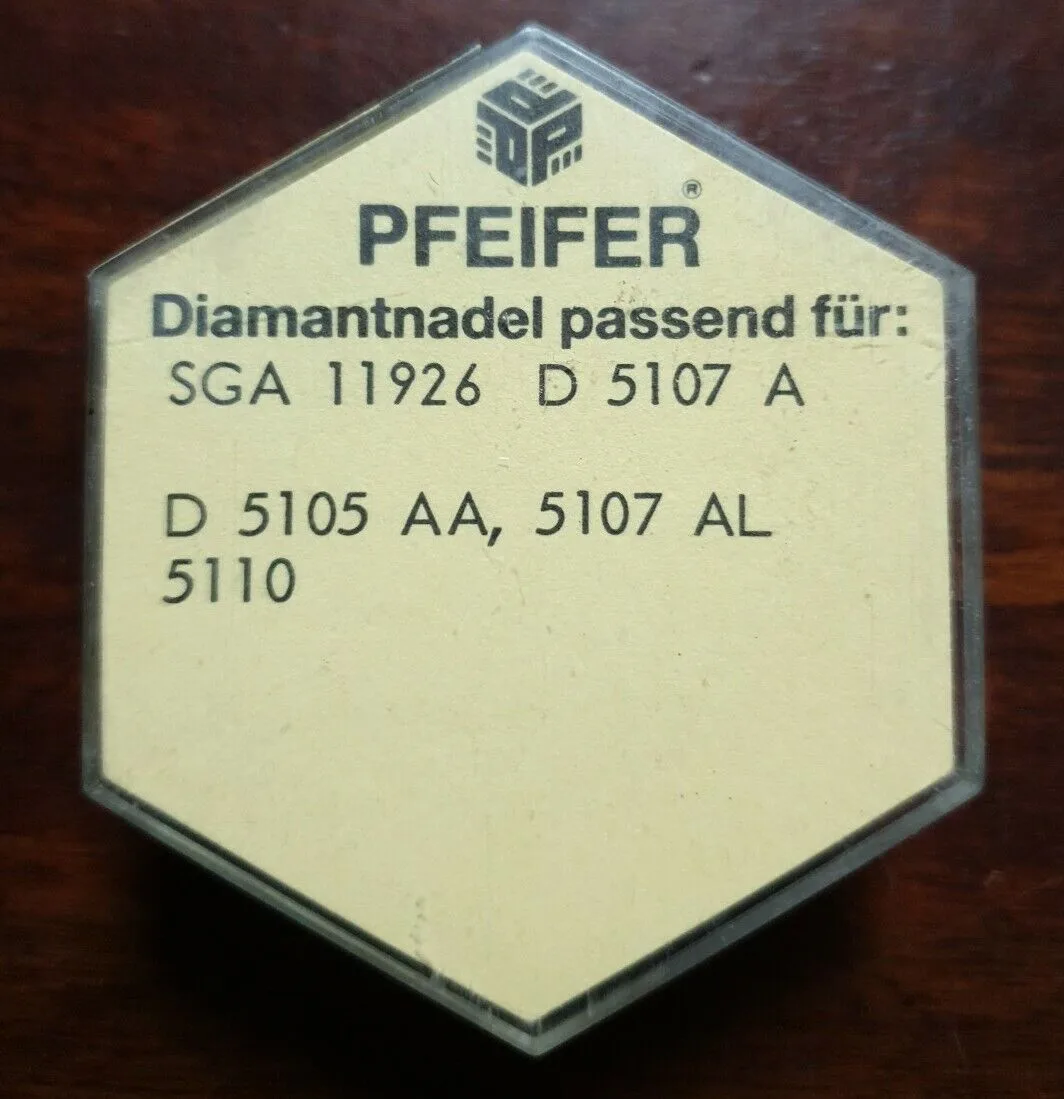 PFEIFER®
Diamantnadel passend für:
SGA 11926 D 5107 A
D 5105 AA, 5107 AL
5110